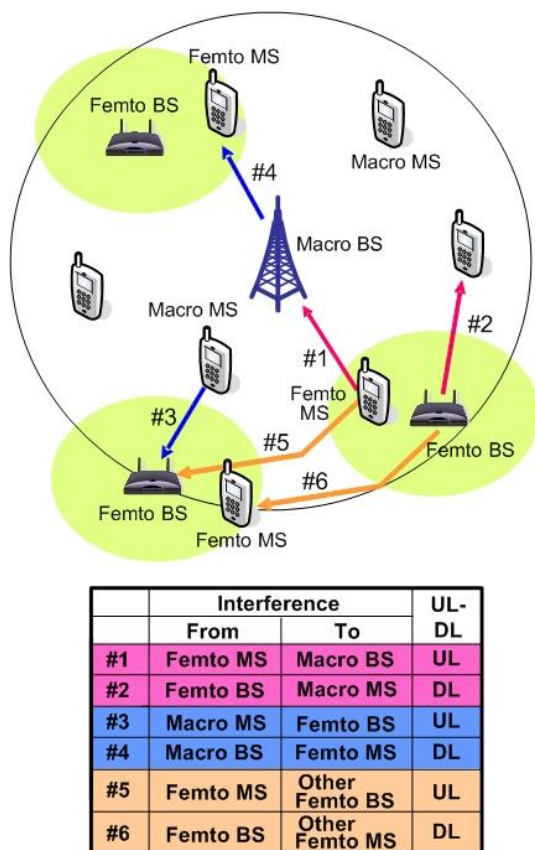 Femto MS
Femto BS
#4
Macro MS
Macro BS
#2
Macro MS
#1
#3
Femto
MS
#5
Femto BS
#6
Femto BS
Femto MS
Interference UL-
From To DL
#1 Femto MS Macro BS UL
#2 Femto BS Macro MS DL
#3 Macro MS Femto BS UL
#4 Macro BS Femto MS DL
#5 Femto MS Other
Femto BS UL
#6 Femto BS Other
Femto MS DL